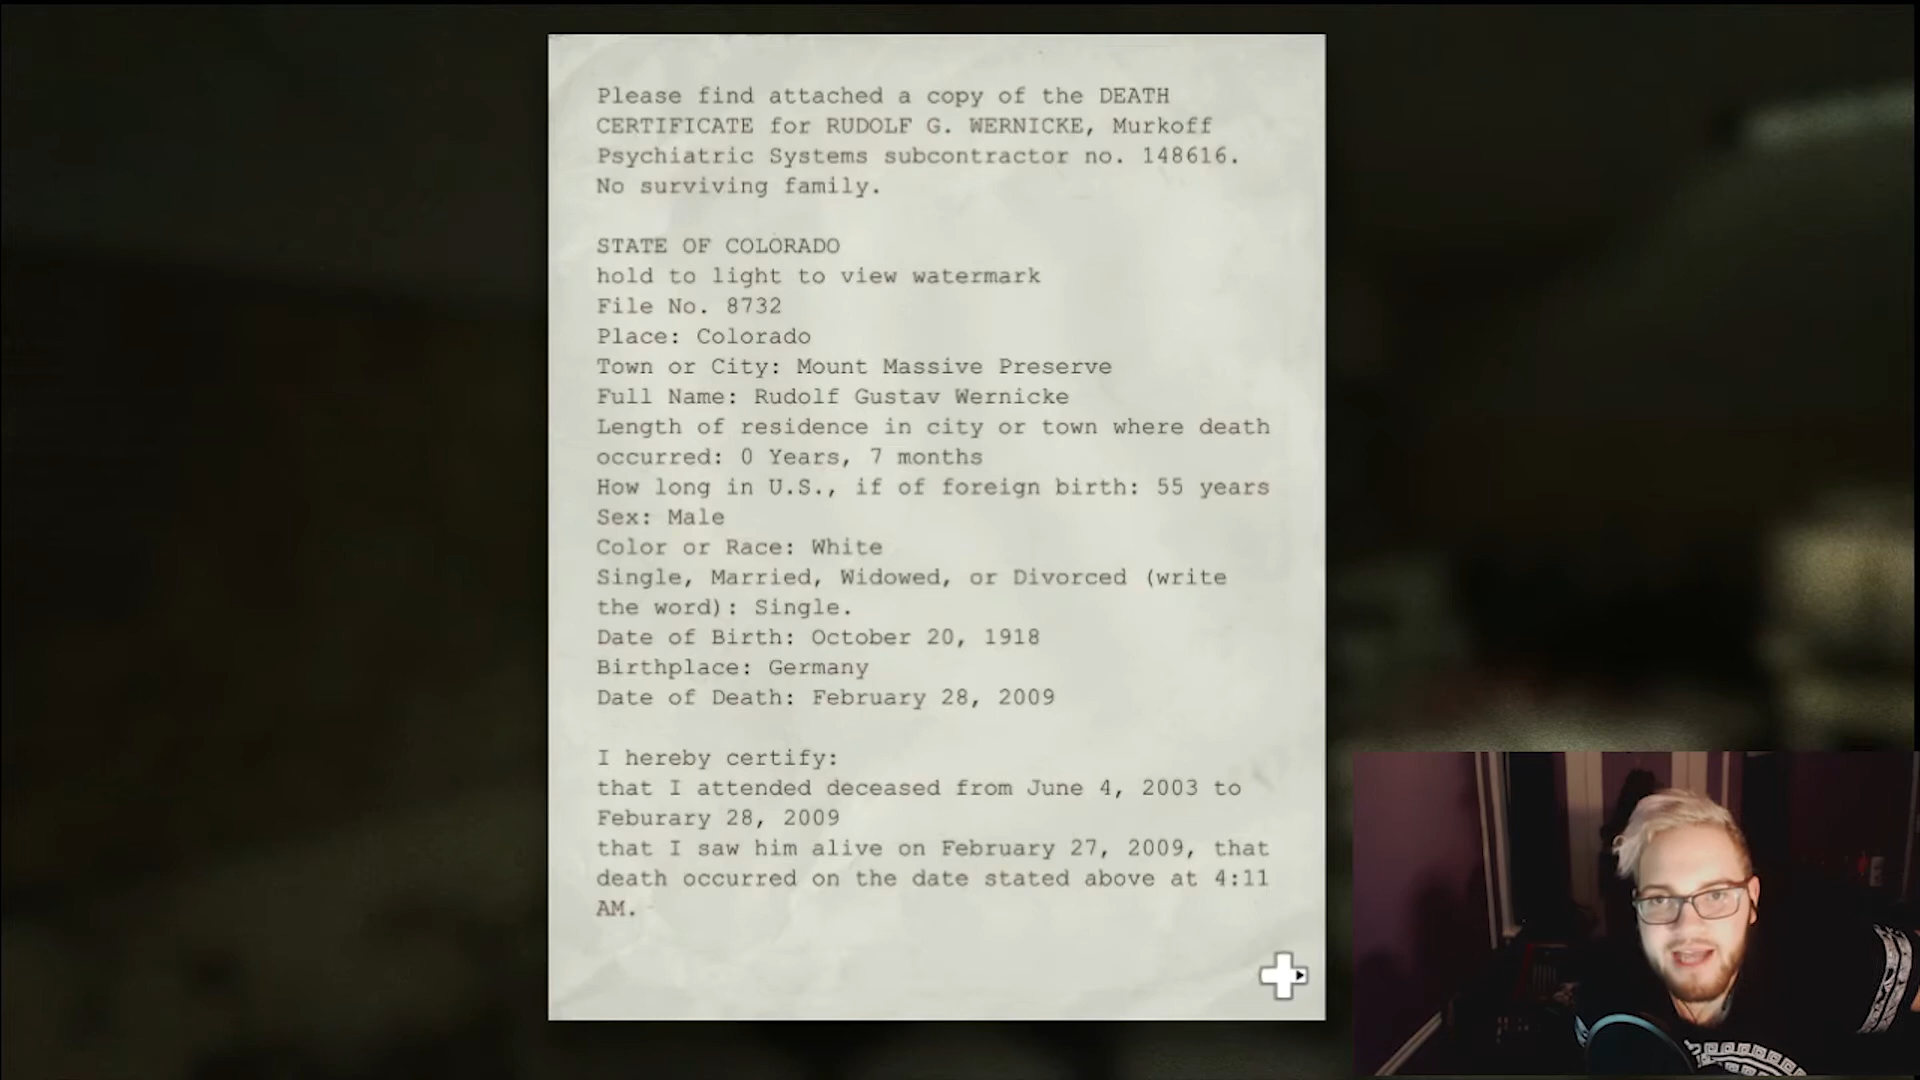 Please find attached a copy of the DEATH
CERTIFICATE for RUDOLF G. WERNICKE, Murkoff
Psychiatric Systems subcontractor no. 148616.
No surviving family.
STATE OF COLORADO
hold to light to view watermark
File No. 8732
Place: Colorado
Town or City: Mount Massive Preserve
Full Name: Rudolf Gustav Wernicke
Length of residence in city or town where death
occurred: 0 Years, 7 months
How long in U.S., if of foreign birth: 55 years
Sex: Male
Color or Race: White
Single, Married, Widowed, or Divorced (write
the word): Single.
Date of Birth: October 20, 1918
Birthplace: Germany
Date of Death: February 28, 2009
I hereby certify:
that I attended deceased from June 4, 2003 to
Feburary 28, 2009
that I saw him alive on February 27, 2009, that
death occurred on the date stated above at 4:11
AM.